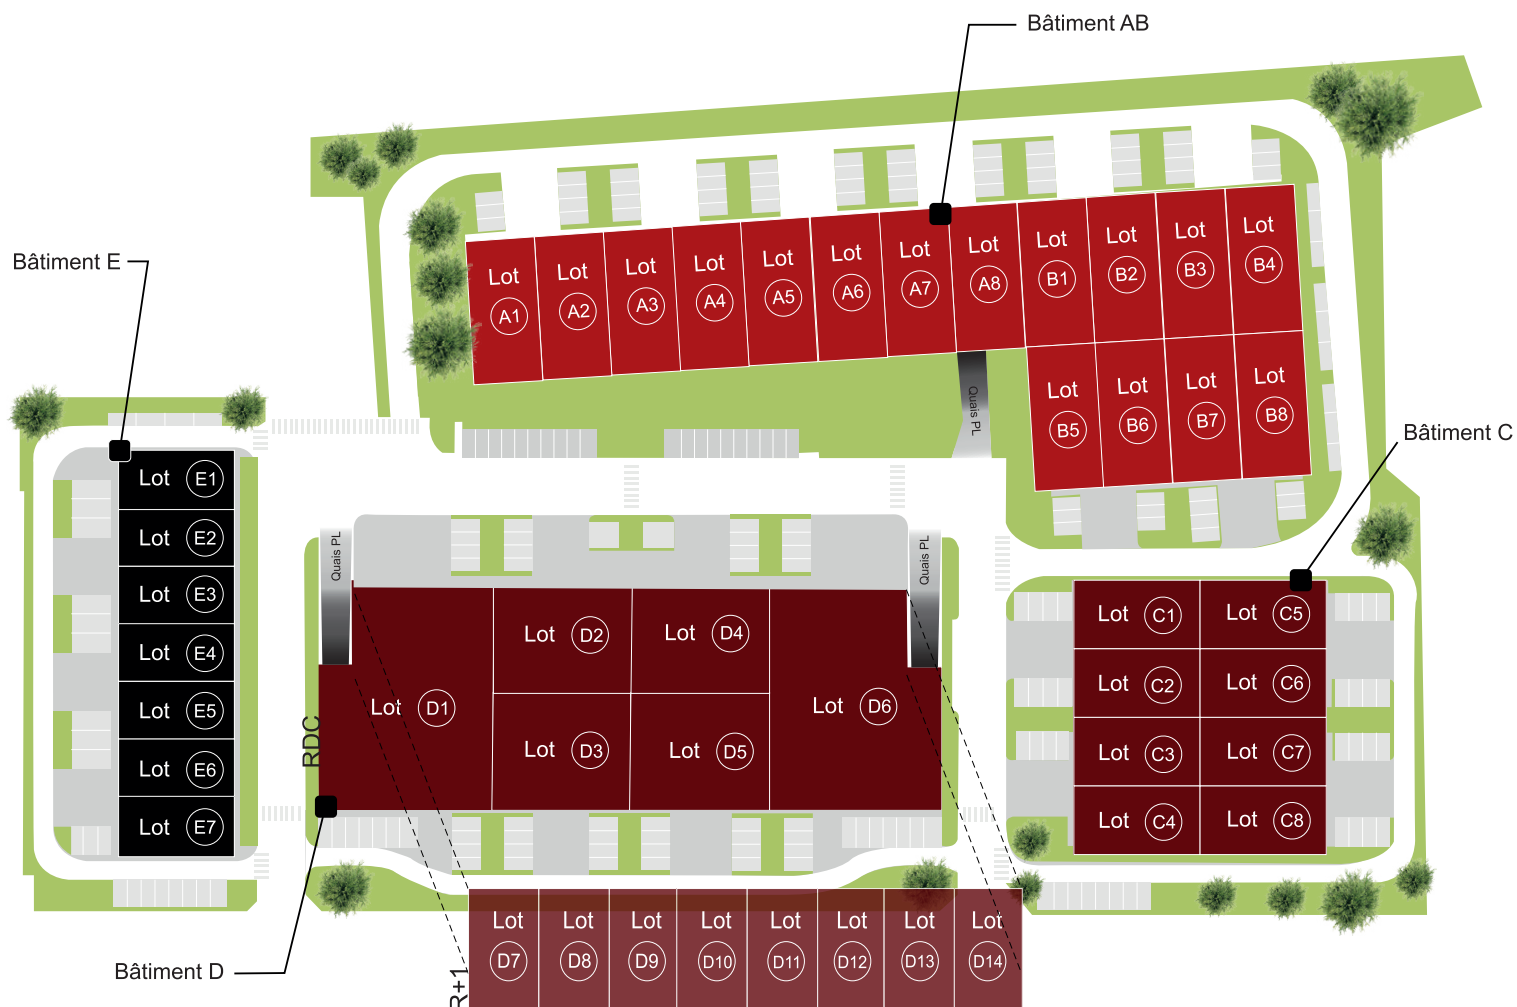 Bâtiment AB
Lot
A1
Lot
A2
Lot
A3
Lot
A4
Lot
A5
Lot
A6
Lot
A7
Lot
A8
Lot
B1
Lot
B2
Lot
B3
Lot
B4
Lot
B5
Lot
B6
Lot
B7
Lot
B8
Quais PL
Bâtiment E
Lot E1
Lot E2
Lot E3
Lot E4
Lot E5
Lot E6
Lot E7
Bâtiment C
Lot C1
Lot C5
Lot C2
Lot C6
Lot C3
Lot C7
Lot C4
Lot C8
Quais PL
Quais PL
RDC
Lot D1
Lot D2
Lot D4
Lot D3
Lot D5
Lot D6
Bâtiment D
R+1
Lot
D7
Lot
D8
Lot
D9
Lot
D10
Lot
D11
Lot
D12
Lot
D13
Lot
D14